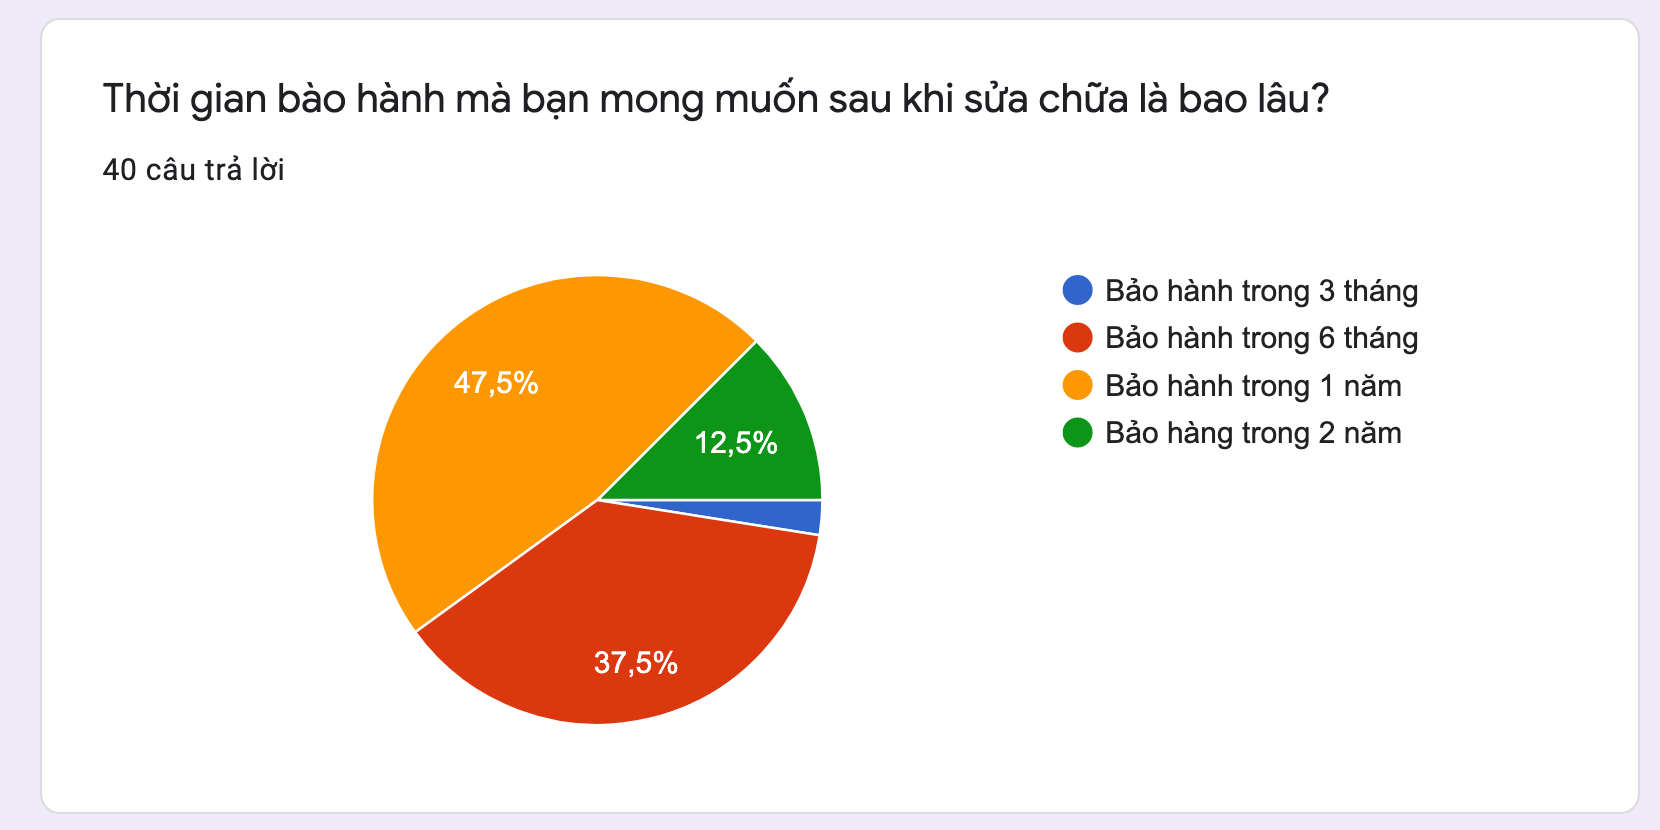 Thời gian bào hành mà bạn mong muốn sau khi sửa chữa là bao lâu?
40 câu trả lời
Bảo hành trong 3 tháng
Bảo hành trong 6 tháng
Bảo hành trong 1 năm
Bảo hàng trong 2 năm
47,5%
12,5%
37,5%